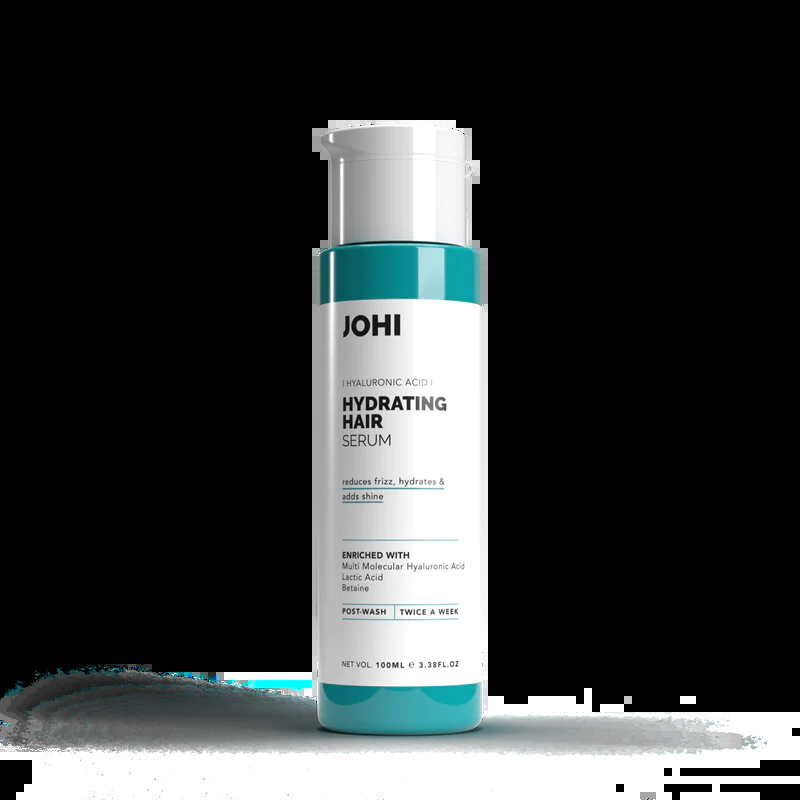 JOHI
| HYALURONIC ACID |
HYDRATING
HAIR
SERUM
reduces frizz, hydrates &
adds shine
ENRICHED WITH
Multi Molecular Hyaluronic Acid
Lactic Acid
Betaine
POST-WASH | TWICE A WEEK
NET VOL. 100ML ℮ 3.38FL.OZ